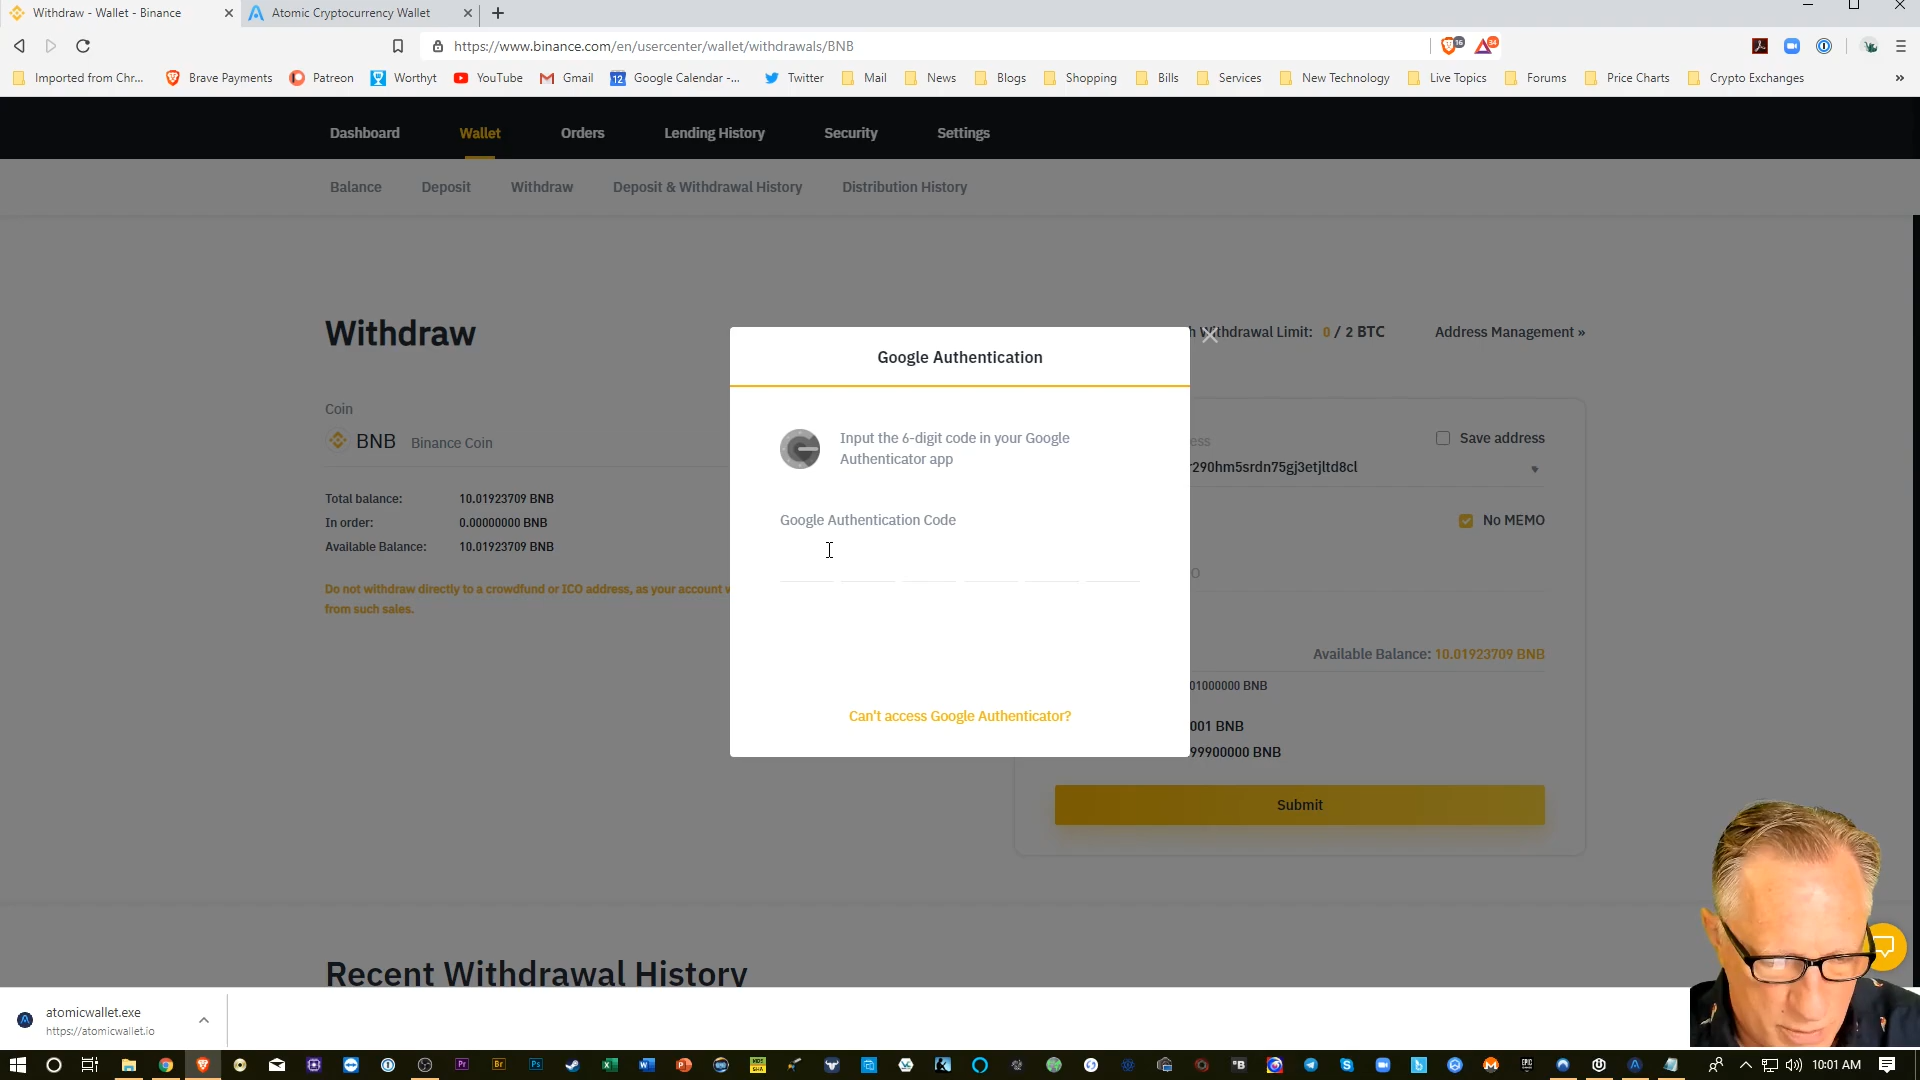 Withdraw - Wallet - Binance
Atomic Cryptocurrency Wallet
https://www.binance.com/en/usercenter/wallet/withdrawals/BNB
16
34
Imported from Chr...
Brave Payments
Patreon
Worthyt
YouTube
Gmail
12
Google Calendar -...
Twitter
Mail
News
Blogs
Shopping
Bills
Services
New Technology
Live Topics
Forums
Price Charts
Crypto Exchanges
»
Dashboard
Wallet
Orders
Lending History
Security
Settings
Balance
Deposit
Withdraw
Deposit & Withdrawal History
Distribution History
Withdraw
h Withdrawal Limit: 0 / 2 BTC
Address Management »
Coin
BNB Binance Coin
Total balance: 10.01923709 BNB
In order: 0.00000000 BNB
Available Balance: 10.01923709 BNB
Do not withdraw directly to a crowdfund or ICO address, as your account w
from such sales.
Google Authentication
Input the 6-digit code in your Google
Authenticator app
Google Authentication Code
Can't access Google Authenticator?
ess
Save address
r290hm5srdn75gj3etjltd8cl
No MEMO
O
Available Balance: 10.01923709 BNB
01000000 BNB
001 BNB
99900000 BNB
Submit
Recent Withdrawal History
atomicwallet.exe
https://atomicwallet.io
Pr
Br
Ps
10:01 AM